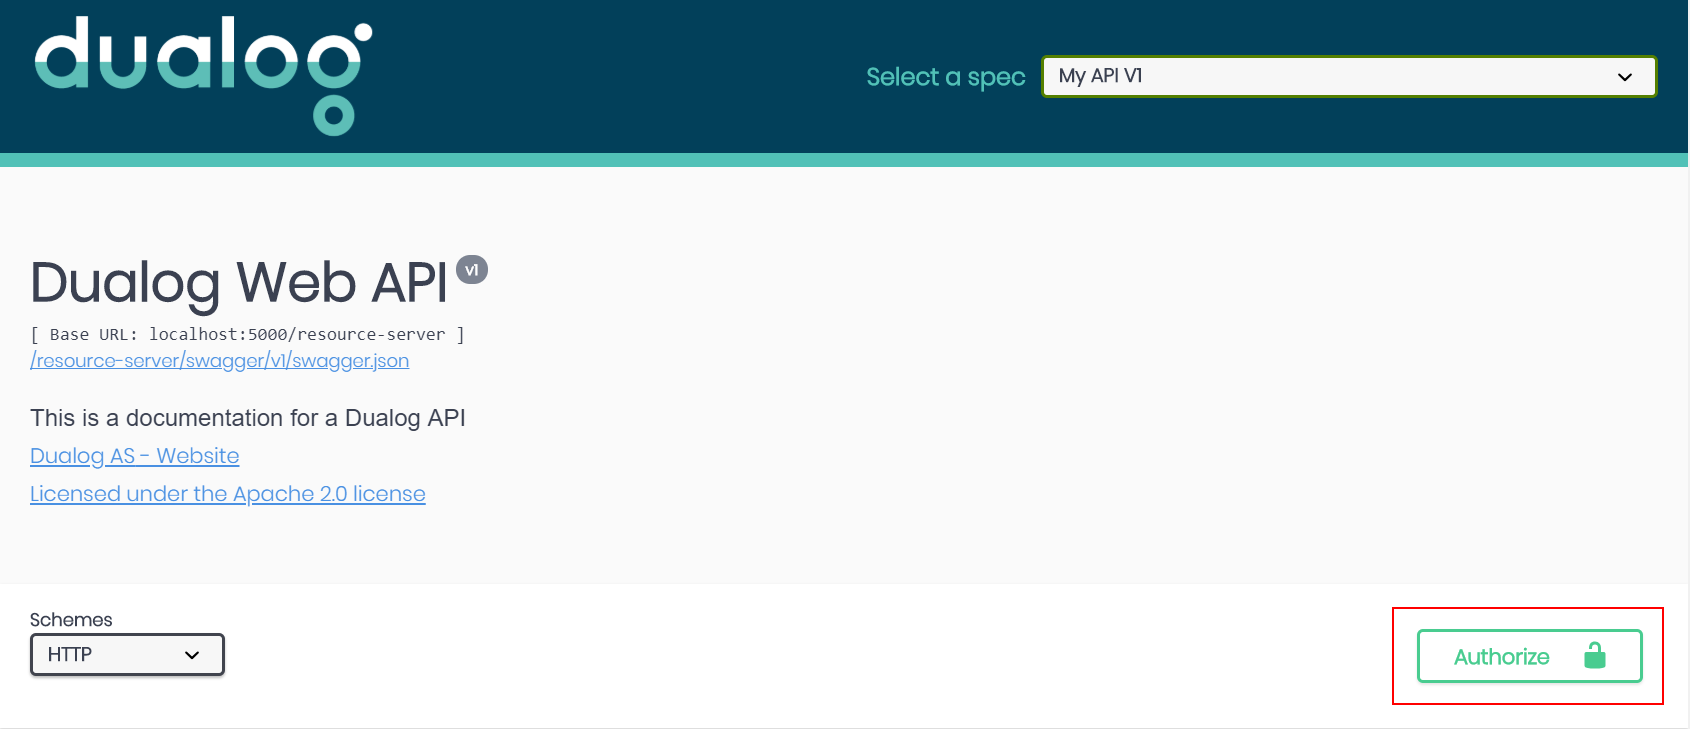 dualog
Select a spec
My API V1
Dualog Web API v1
[ Base URL: localhost:5000/resource-server ]
/resource-server/swagger/v1/swagger.json
This is a documentation for a Dualog API
Dualog AS - Website
Licensed under the Apache 2.0 license
Schemes
HTTP
Authorize